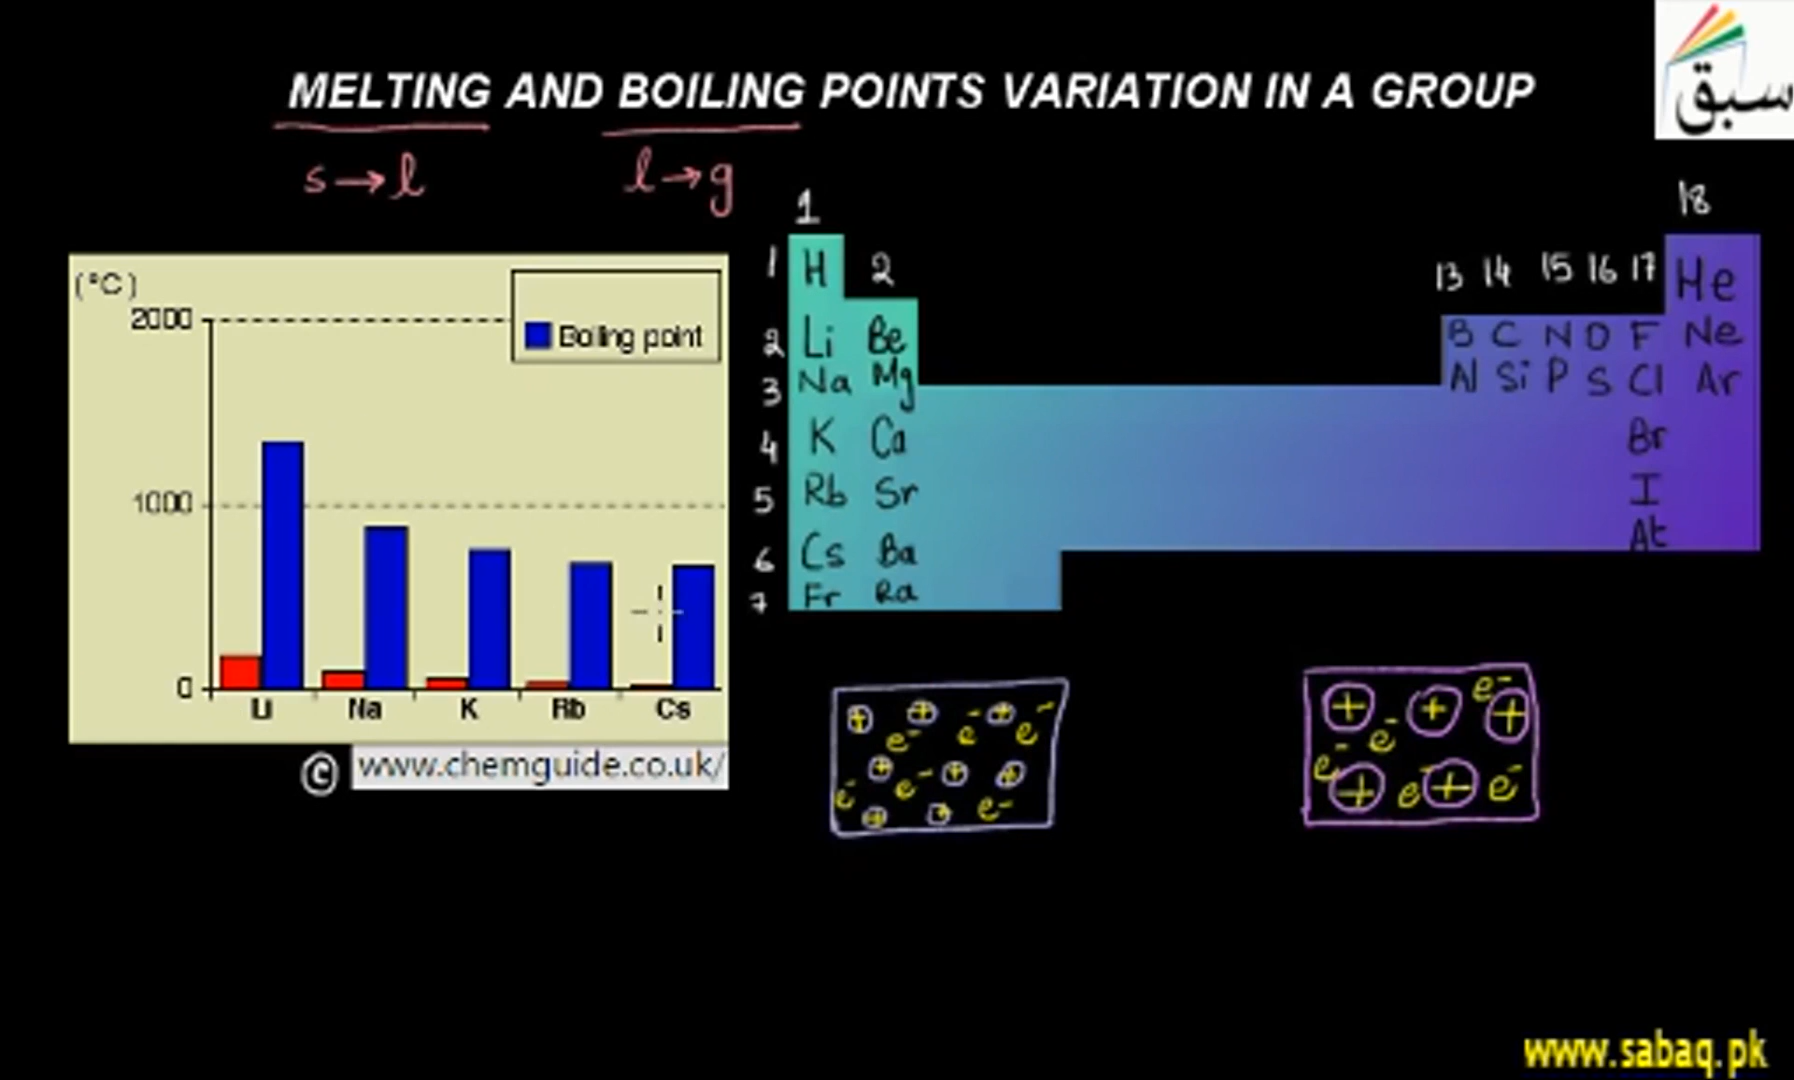 سبق
MELTING AND BOILING POINTS VARIATION IN A GROUP
s→l
l→g
(°C)
2000
1000
0
Boiling point
Li Na K Rb Cs
© www.chemguide.co.uk/
1 18
1 H 2 13 14 15 16 17 He
2 Li Be B C N O F Ne
3 Na Mg Al Si P S Cl Ar
4 K Ca Br
5 Rb Sr I
6 Cs Ba At
7 Fr Ra
+ + + e⁻
e⁻ e⁻ e⁻
+ + +
e⁻ e⁻
+ + e⁻
+ + e⁻ +
e⁻ e⁻
+ e⁻ + e⁻
www.sabaq.pk